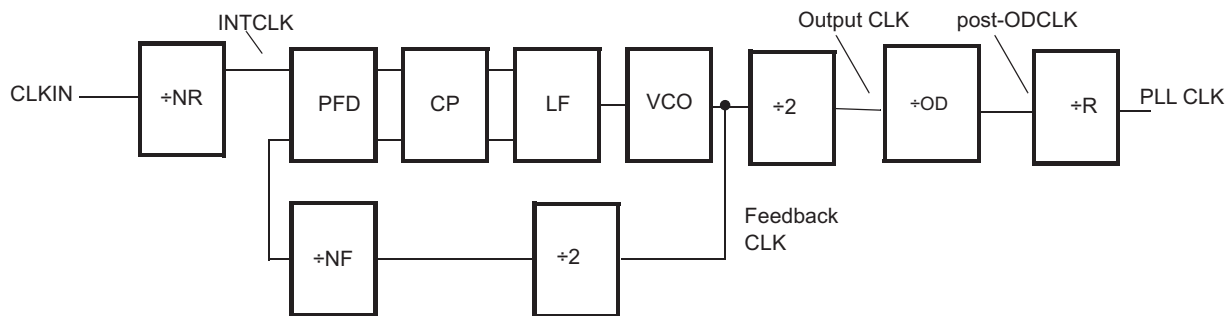 INTCLK
Output CLK
post-ODCLK
CLKIN
÷NR
PFD
CP
LF
VCO
÷2
÷OD
÷R
PLL CLK
÷NF
÷2
Feedback
CLK